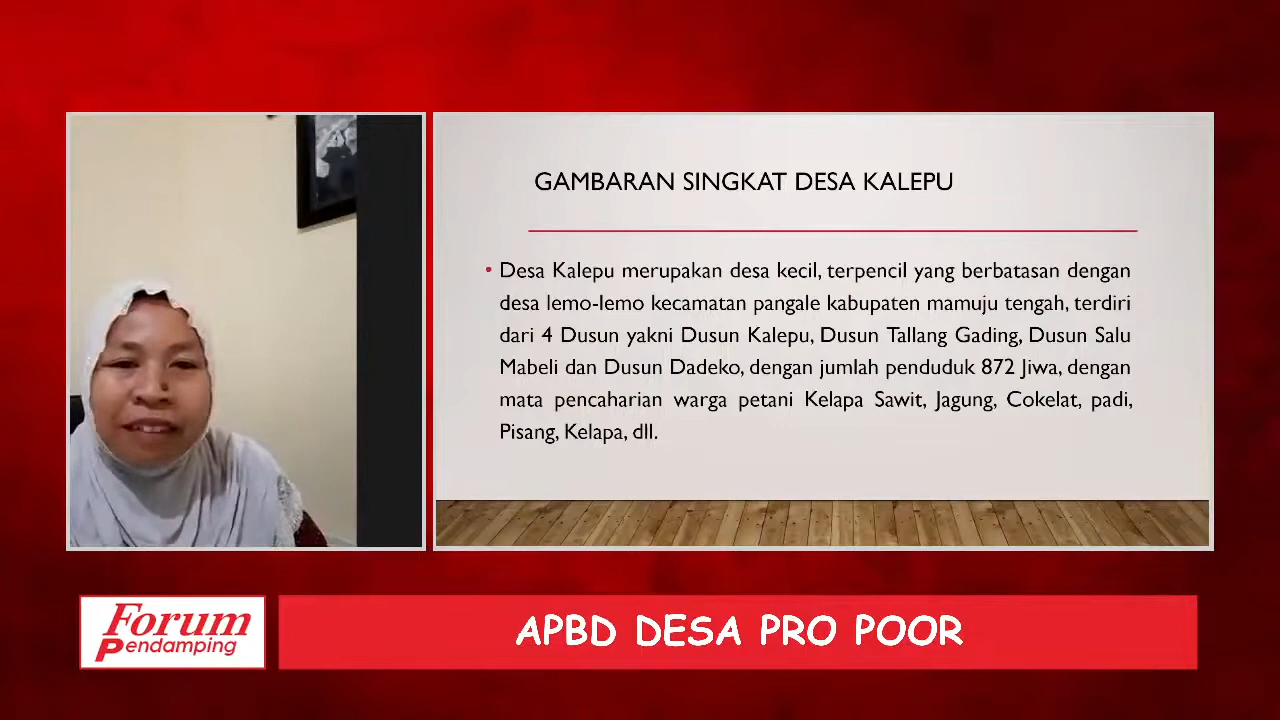 GAMBARAN SINGKAT DESA KALEPU
• Desa Kalepu merupakan desa kecil, terpencil yang berbatasan dengan
desa lemo-lemo kecamatan pangale kabupaten mamuju tengah, terdiri
dari 4 Dusun yakni Dusun Kalepu, Dusun Tallang Gading, Dusun Salu
Mabeli dan Dusun Dadeko, dengan jumlah penduduk 872 Jiwa, dengan
mata pencaharian warga petani Kelapa Sawit, Jagung, Cokelat, padi,
Pisang, Kelapa, dll.
Forum
Pendamping
APBD DESA PRO POOR